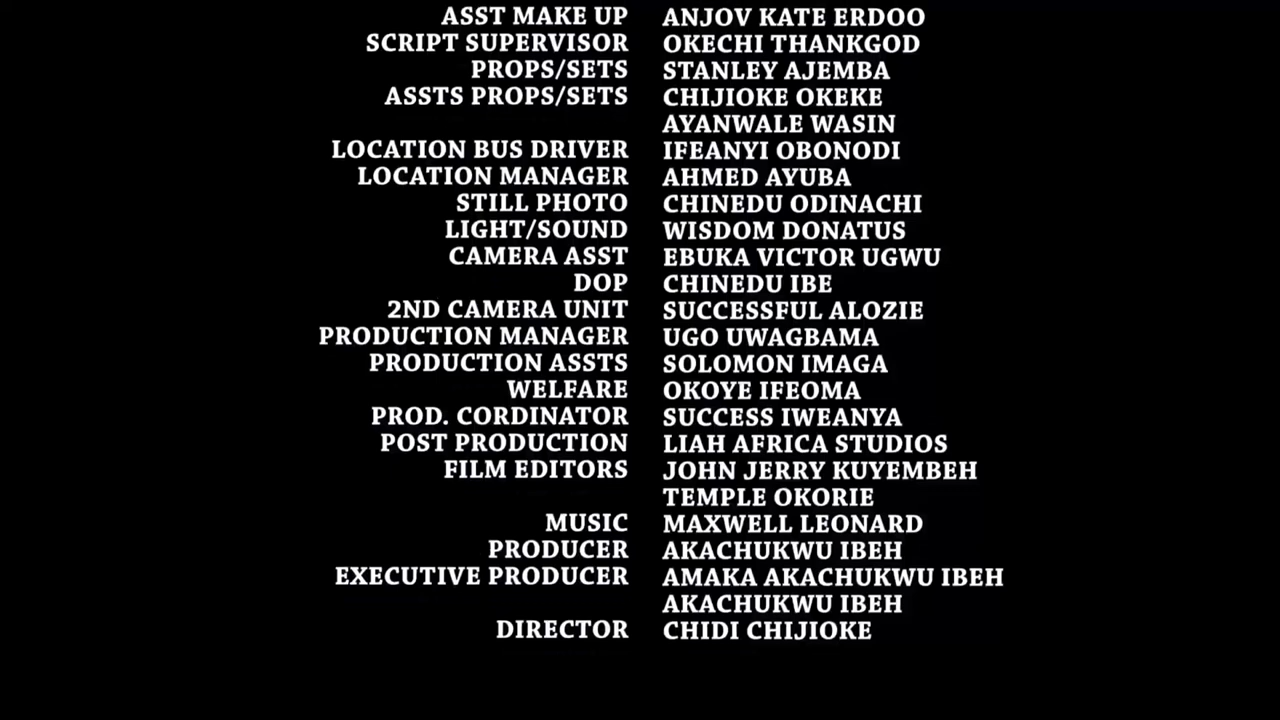 ASST MAKE UP ANJOV KATE ERDOO
SCRIPT SUPERVISOR OKECHI THANKGOD
PROPS/SETS STANLEY AJEMBA
ASSTS PROPS/SETS CHIJIOKE OKEKE
AYANWALE WASIN
LOCATION BUS DRIVER IFEANYI OBONODI
LOCATION MANAGER AHMED AYUBA
STILL PHOTO CHINEDU ODINACHI
LIGHT/SOUND WISDOM DONATUS
CAMERA ASST EBUKA VICTOR UGWU
DOP CHINEDU IBE
2ND CAMERA UNIT SUCCESSFUL ALOZIE
PRODUCTION MANAGER UGO UWAGBAMA
PRODUCTION ASSTS SOLOMON IMAGA
WELFARE OKOYE IFEOMA
PROD. CORDINATOR SUCCESS IWEANYA
POST PRODUCTION LIAH AFRICA STUDIOS
FILM EDITORS JOHN JERRY KUYEMBEH
TEMPLE OKORIE
MUSIC MAXWELL LEONARD
PRODUCER AKACHUKWU IBEH
EXECUTIVE PRODUCER AMAKA AKACHUKWU IBEH
AKACHUKWU IBEH
DIRECTOR CHIDI CHIJIOKE